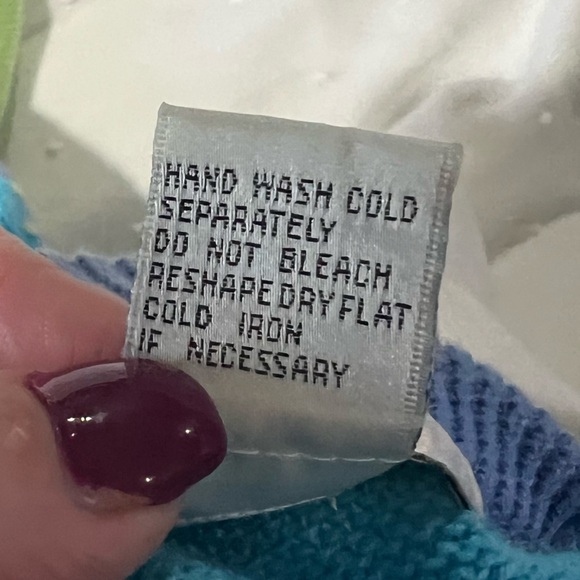 HAND WASH COLD
SEPARATELY
DO NOT BLEACH
RESHAPE DRY FLAT
COLD IRON
IF NECESSARY